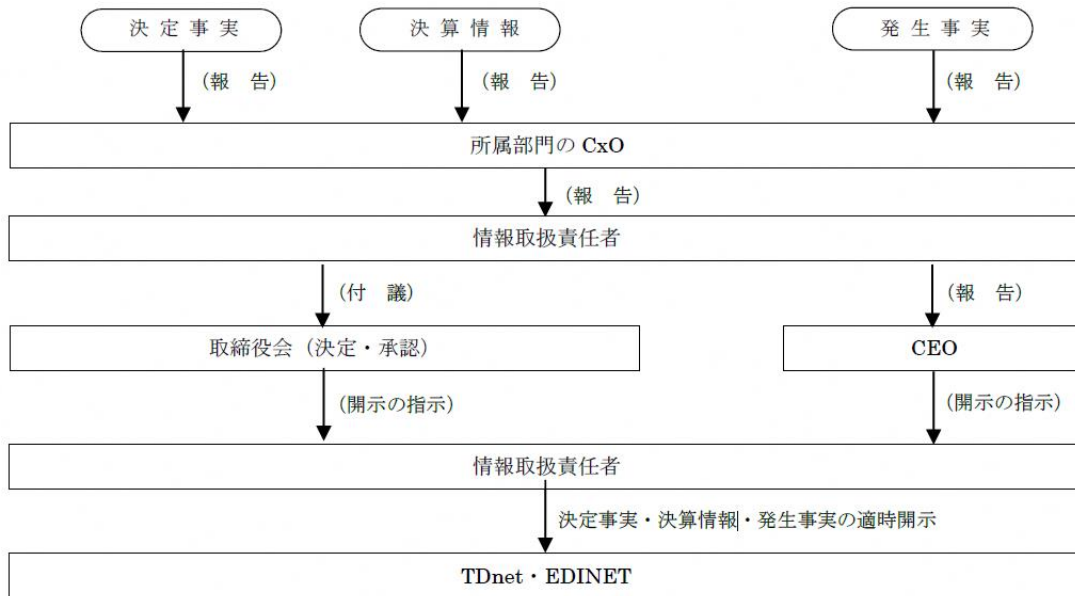 決 定 事 実
決 算 情 報
発 生 事 実
(報 告)
(報 告)
(報 告)
所属部門の CxO
(報 告)
情報取扱責任者
(付 議)
(報 告)
取締役会（決定・承認）
CEO
(開示の指示)
(開示の指示)
情報取扱責任者
決定事実・決算情報・発生事実の適時開示
TDnet・EDINET